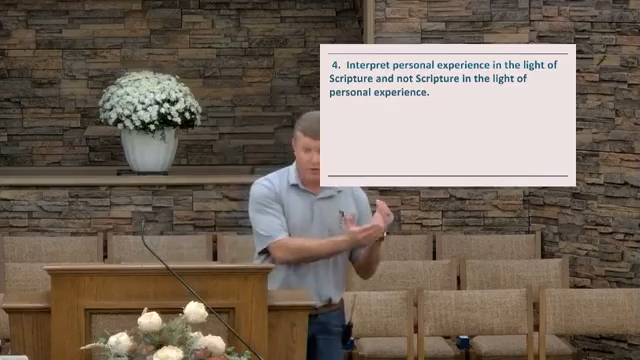 4. Interpret personal experience in the light of
Scripture and not Scripture in the light of
personal experience.